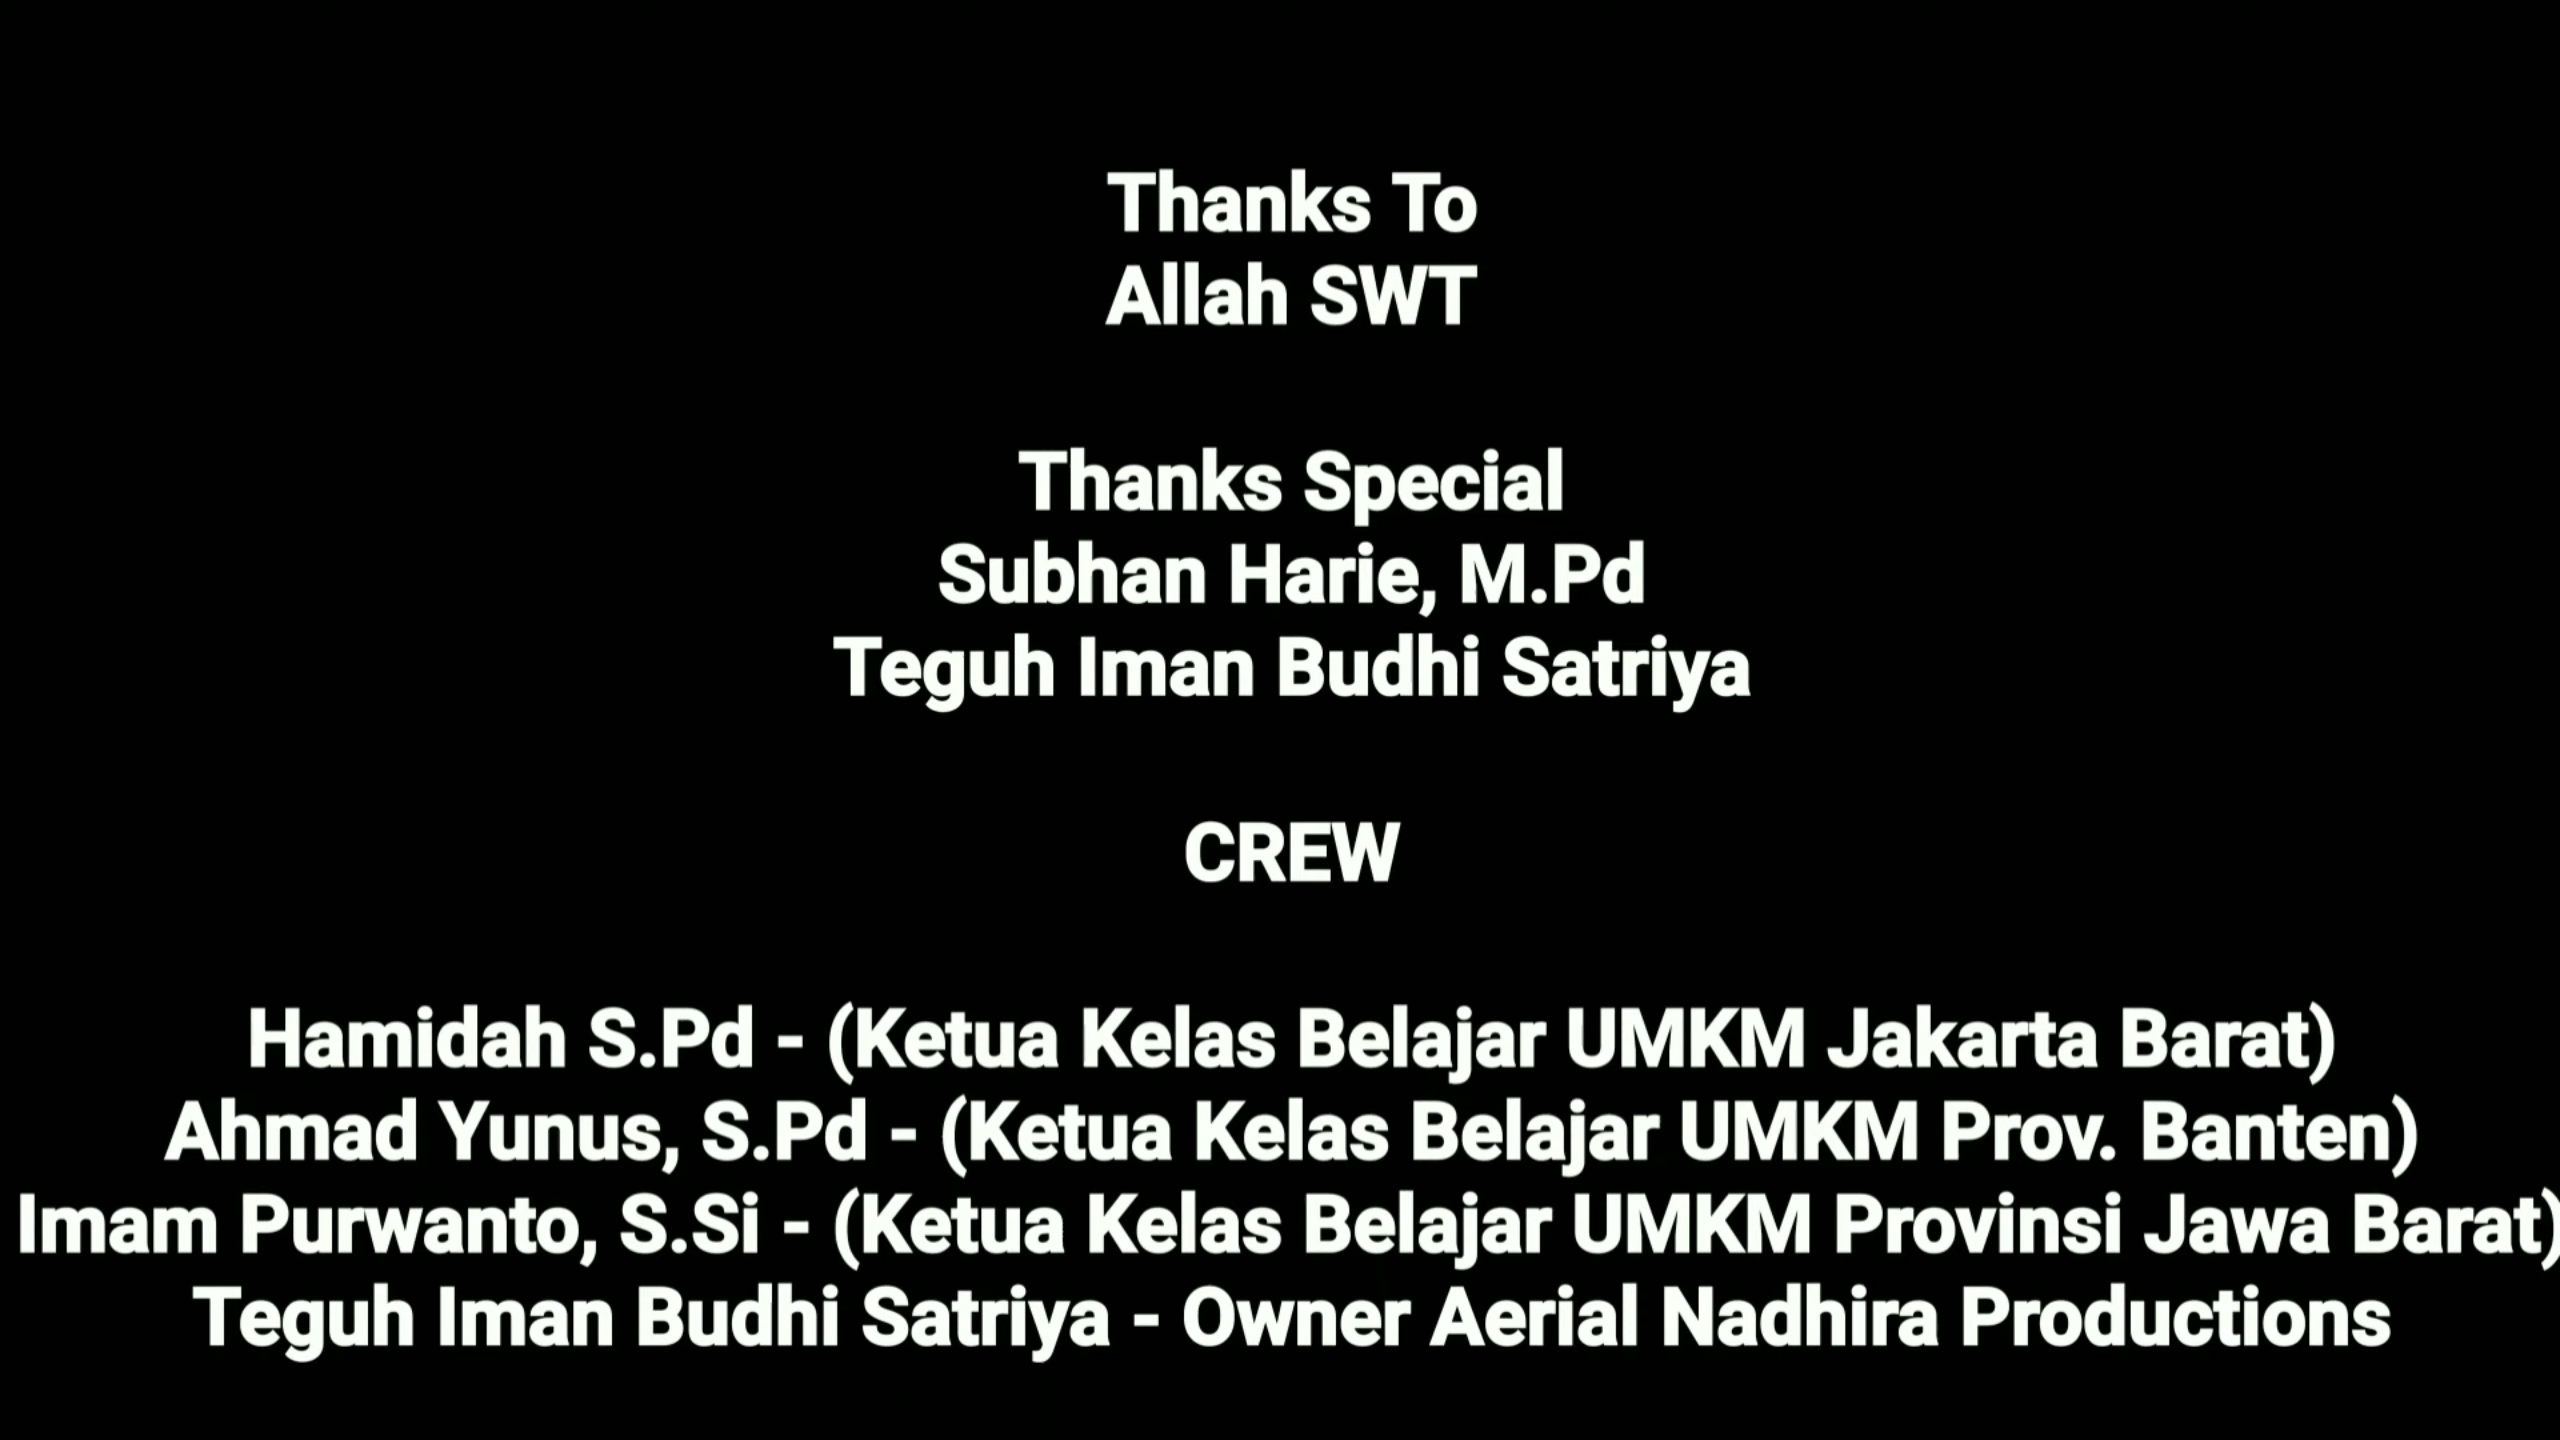 Thanks To
Allah SWT
Thanks Special
Subhan Harie, M.Pd
Teguh Iman Budhi Satriya
CREW
Hamidah S.Pd - (Ketua Kelas Belajar UMKM Jakarta Barat)
Ahmad Yunus, S.Pd - (Ketua Kelas Belajar UMKM Prov. Banten)
Imam Purwanto, S.Si - (Ketua Kelas Belajar UMKM Provinsi Jawa Barat)
Teguh Iman Budhi Satriya - Owner Aerial Nadhira Productions